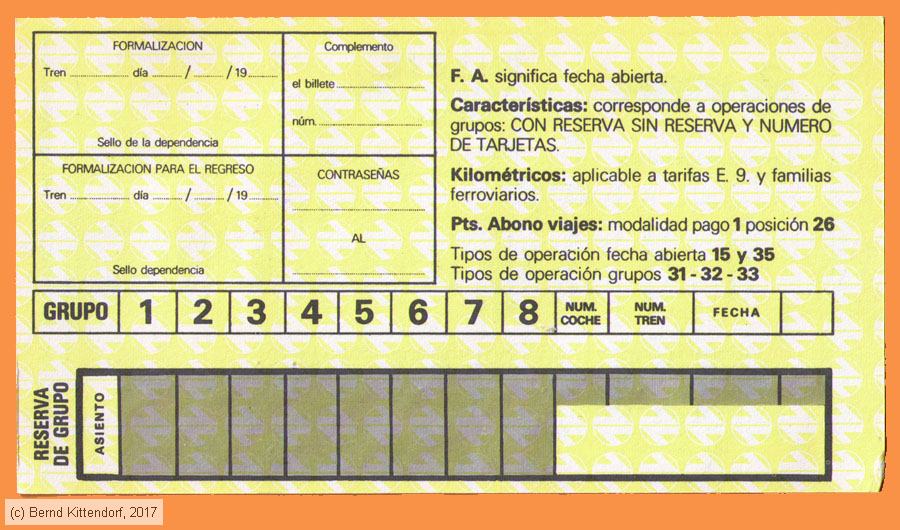 FORMALIZACION
Tren ............ día ......../......../19........
Sello de la dependencia
Complemento
el billete........................
núm. ............................
FORMALIZACION PARA EL REGRESO
Tren ............ día ......../......../19........
Sello dependencia
CONTRASEÑAS
AL
F. A. significa fecha abierta.
Características: corresponde a operaciones de
grupos: CON RESERVA SIN RESERVA Y NUMERO
DE TARJETAS.
Kilométricos: aplicable a tarifas E. 9. y familias
ferroviarios.
Pts. Abono viajes: modalidad pago 1 posición 26
Tipos de operación fecha abierta 15 y 35
Tipos de operación grupos 31 - 32 - 33
GRUPO 1 2 3 4 5 6 7 8 NUM. COCHE NUM. TREN FECHA
RESERVA
DE GRUPO
ASIENTO
(c) Bernd Kittendorf, 2017